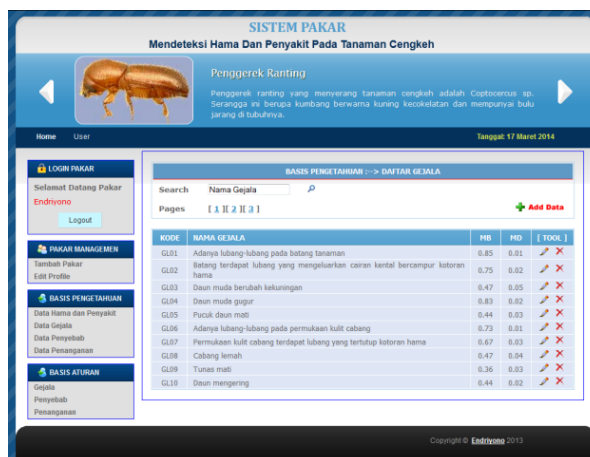 SISTEM PAKAR
Mendeteksi Hama Dan Penyakit Pada Tanaman Cengkeh
Penggerek Ranting
Penggerek ranting yang menyerang tanaman cengkeh adalah Coptocercus sp.
Serangga ini berupa kumbang berwarna kuning kecokelatan dan mempunyai bulu
jarang di tubuhnya.
Home User Tanggal: 17 Maret 2014
LOGIN PAKAR
Selamat Datang Pakar
Endriyono
Logout
PAKAR MANAGEMEN
Tambah Pakar
Edit Profile
BASIS PENGETAHUAN
Data Hama dan Penyakit
Data Gejala
Data Penyebab
Data Penanganan
BASIS ATURAN
Gejala
Penyebab
Penanganan
BASIS PENGETAHUAN :--> DAFTAR GEJALA
Search Nama Gejala
Pages [ 1 ][ 2 ][ 3 ]
Add Data
KODE NAMA GEJALA MB MD [ TOOL ]
GL01 Adanya lubang-lubang pada batang tanaman 0.85 0.01
GL02 Batang terdapat lubang yang mengeluarkan cairan kental bercampur kotoran hama 0.75 0.02
GL03 Daun muda berubah kekuningan 0.47 0.05
GL04 Daun muda gugur 0.83 0.02
GL05 Pucuk daun mati 0.44 0.03
GL06 Adanya lubang-lubang pada permukaan kulit cabang 0.73 0.01
GL07 Permukaan kulit cabang terdapat lubang yang tertutup kotoran hama 0.67 0.03
GL08 Cabang lemah 0.47 0.04
GL09 Tunas mati 0.36 0.03
GL10 Daun mengering 0.44 0.02
Copyright © Endriyono 2013